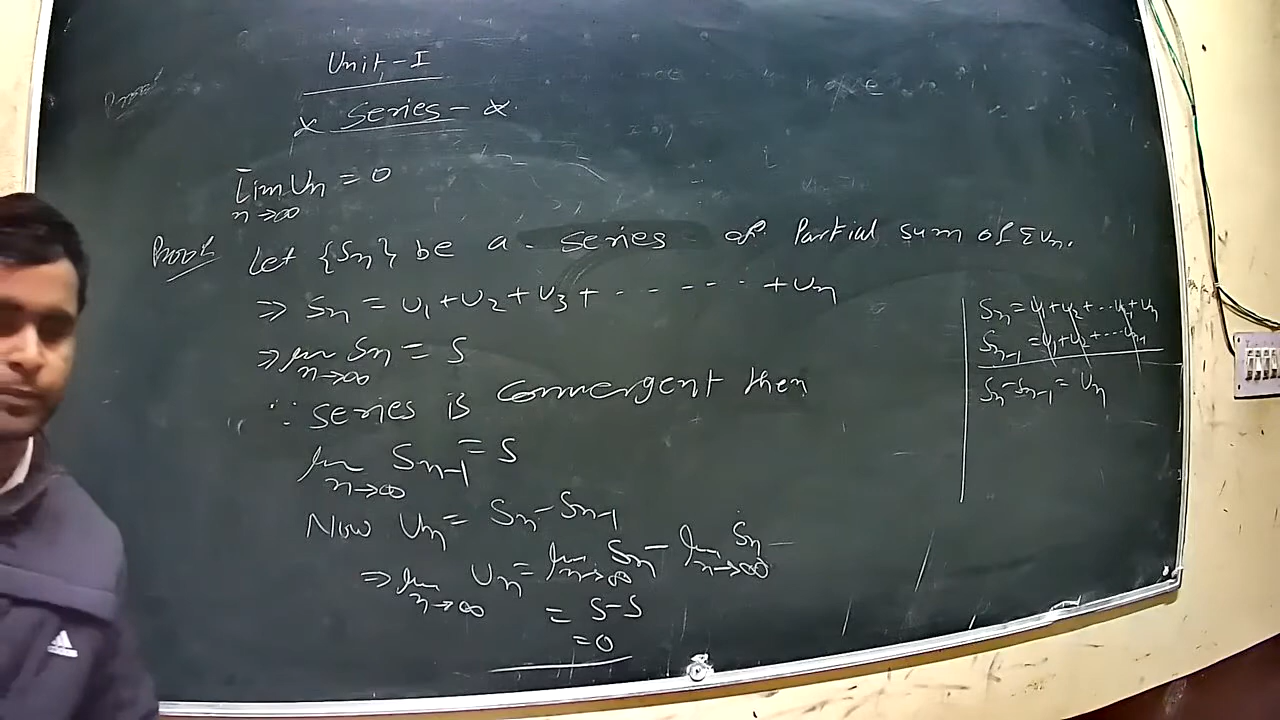 Unit-I
x Series - x
Lim Un = 0
n→∞
Proof Let {Sn} be a series of Partial sum of ΣUn.
⇒ Sn = U1+U2+U3+ ------ +Un
⇒ lim Sn = S
n→∞
∵ series is convergent then
lim Sn-1 = S
n→∞
Now Un = Sn-Sn-1
⇒ lim Un = lim Sn - lim Sn-
n→∞ n→∞ n→∞
= S-S
=0
Sn = U1+U2+ ... Un-1+Un
Sn-1 = U1+U2+ ... Un-1
Sn-Sn-1 = Un